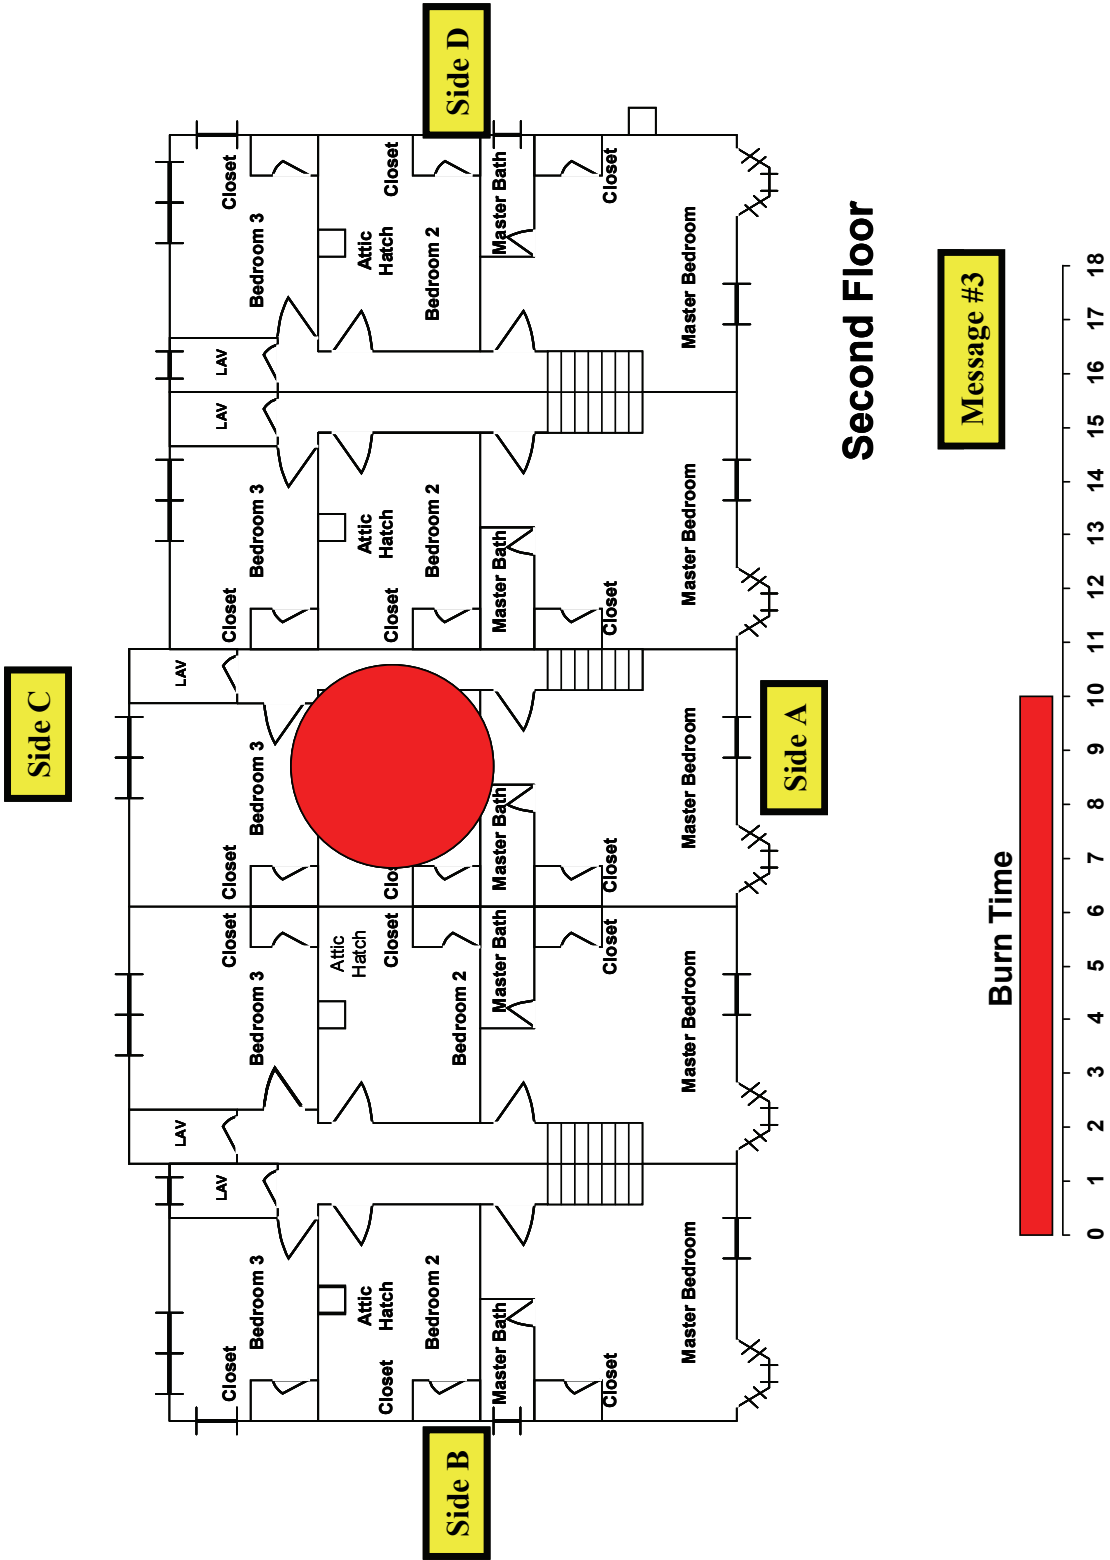 Side C
LAV LAV
LAV LAV LAV
Closet Closet Closet Closet Closet
Bedroom 3 Bedroom 3 Bedroom 3 Bedroom 3 Bedroom 3
Attic
Hatch
Attic
Hatch
Attic
Hatch
Attic
Hatch
Closet Closet Clo Closet Closet
Bedroom 2 Bedroom 2 Bedroom 2 Bedroom 2
Side B
Side D
Master Bath Master Bath Master Bath Master Bath Master Bath
Closet Closet Closet Closet Closet
Master Bedroom Master Bedroom Master Bedroom Master Bedroom Master Bedroom
Side A
Second Floor
Message #3
Burn Time
0 1 2 3 4 5 6 7 8 9 10 11 12 13 14 15 16 17 18